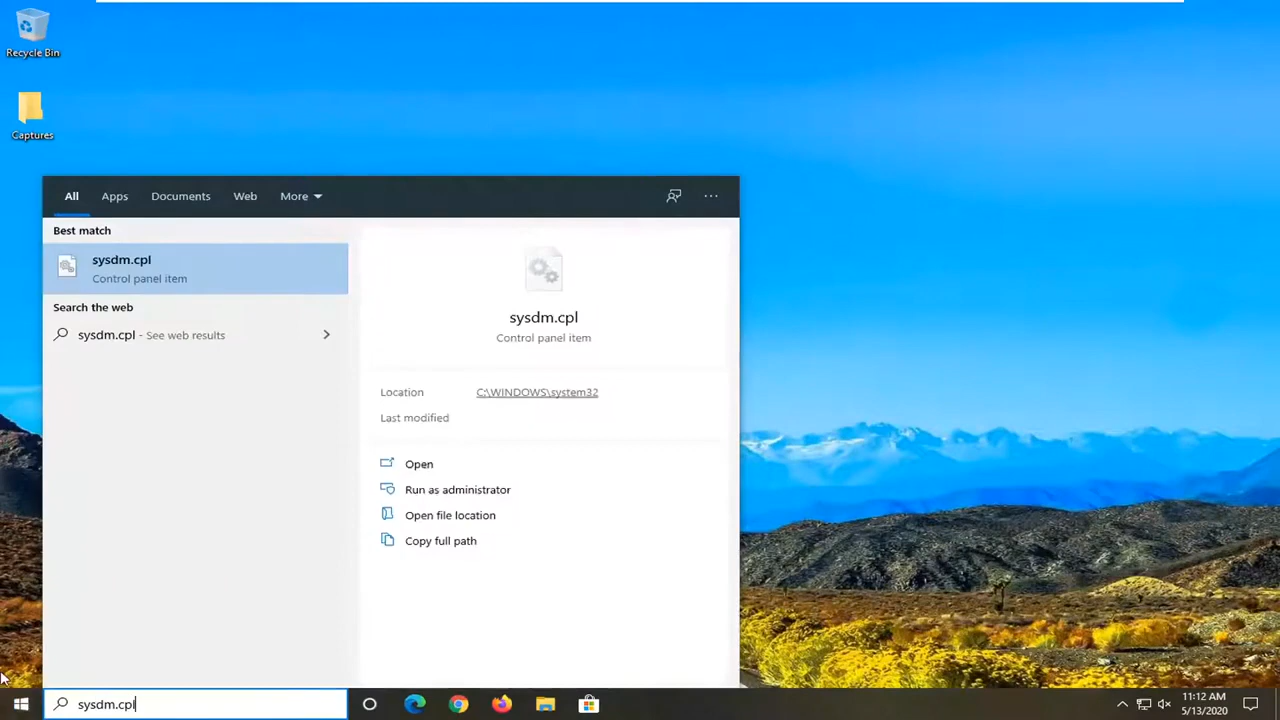 Recycle Bin
Captures
All Apps Documents Web More
Best match
sysdm.cpl
Control panel item
Search the web
sysdm.cpl - See web results
sysdm.cpl
Control panel item
Location C:\WINDOWS\system32
Last modified
Open
Run as administrator
Open file location
Copy full path
sysdm.cpl
11:12 AM
5/13/2020